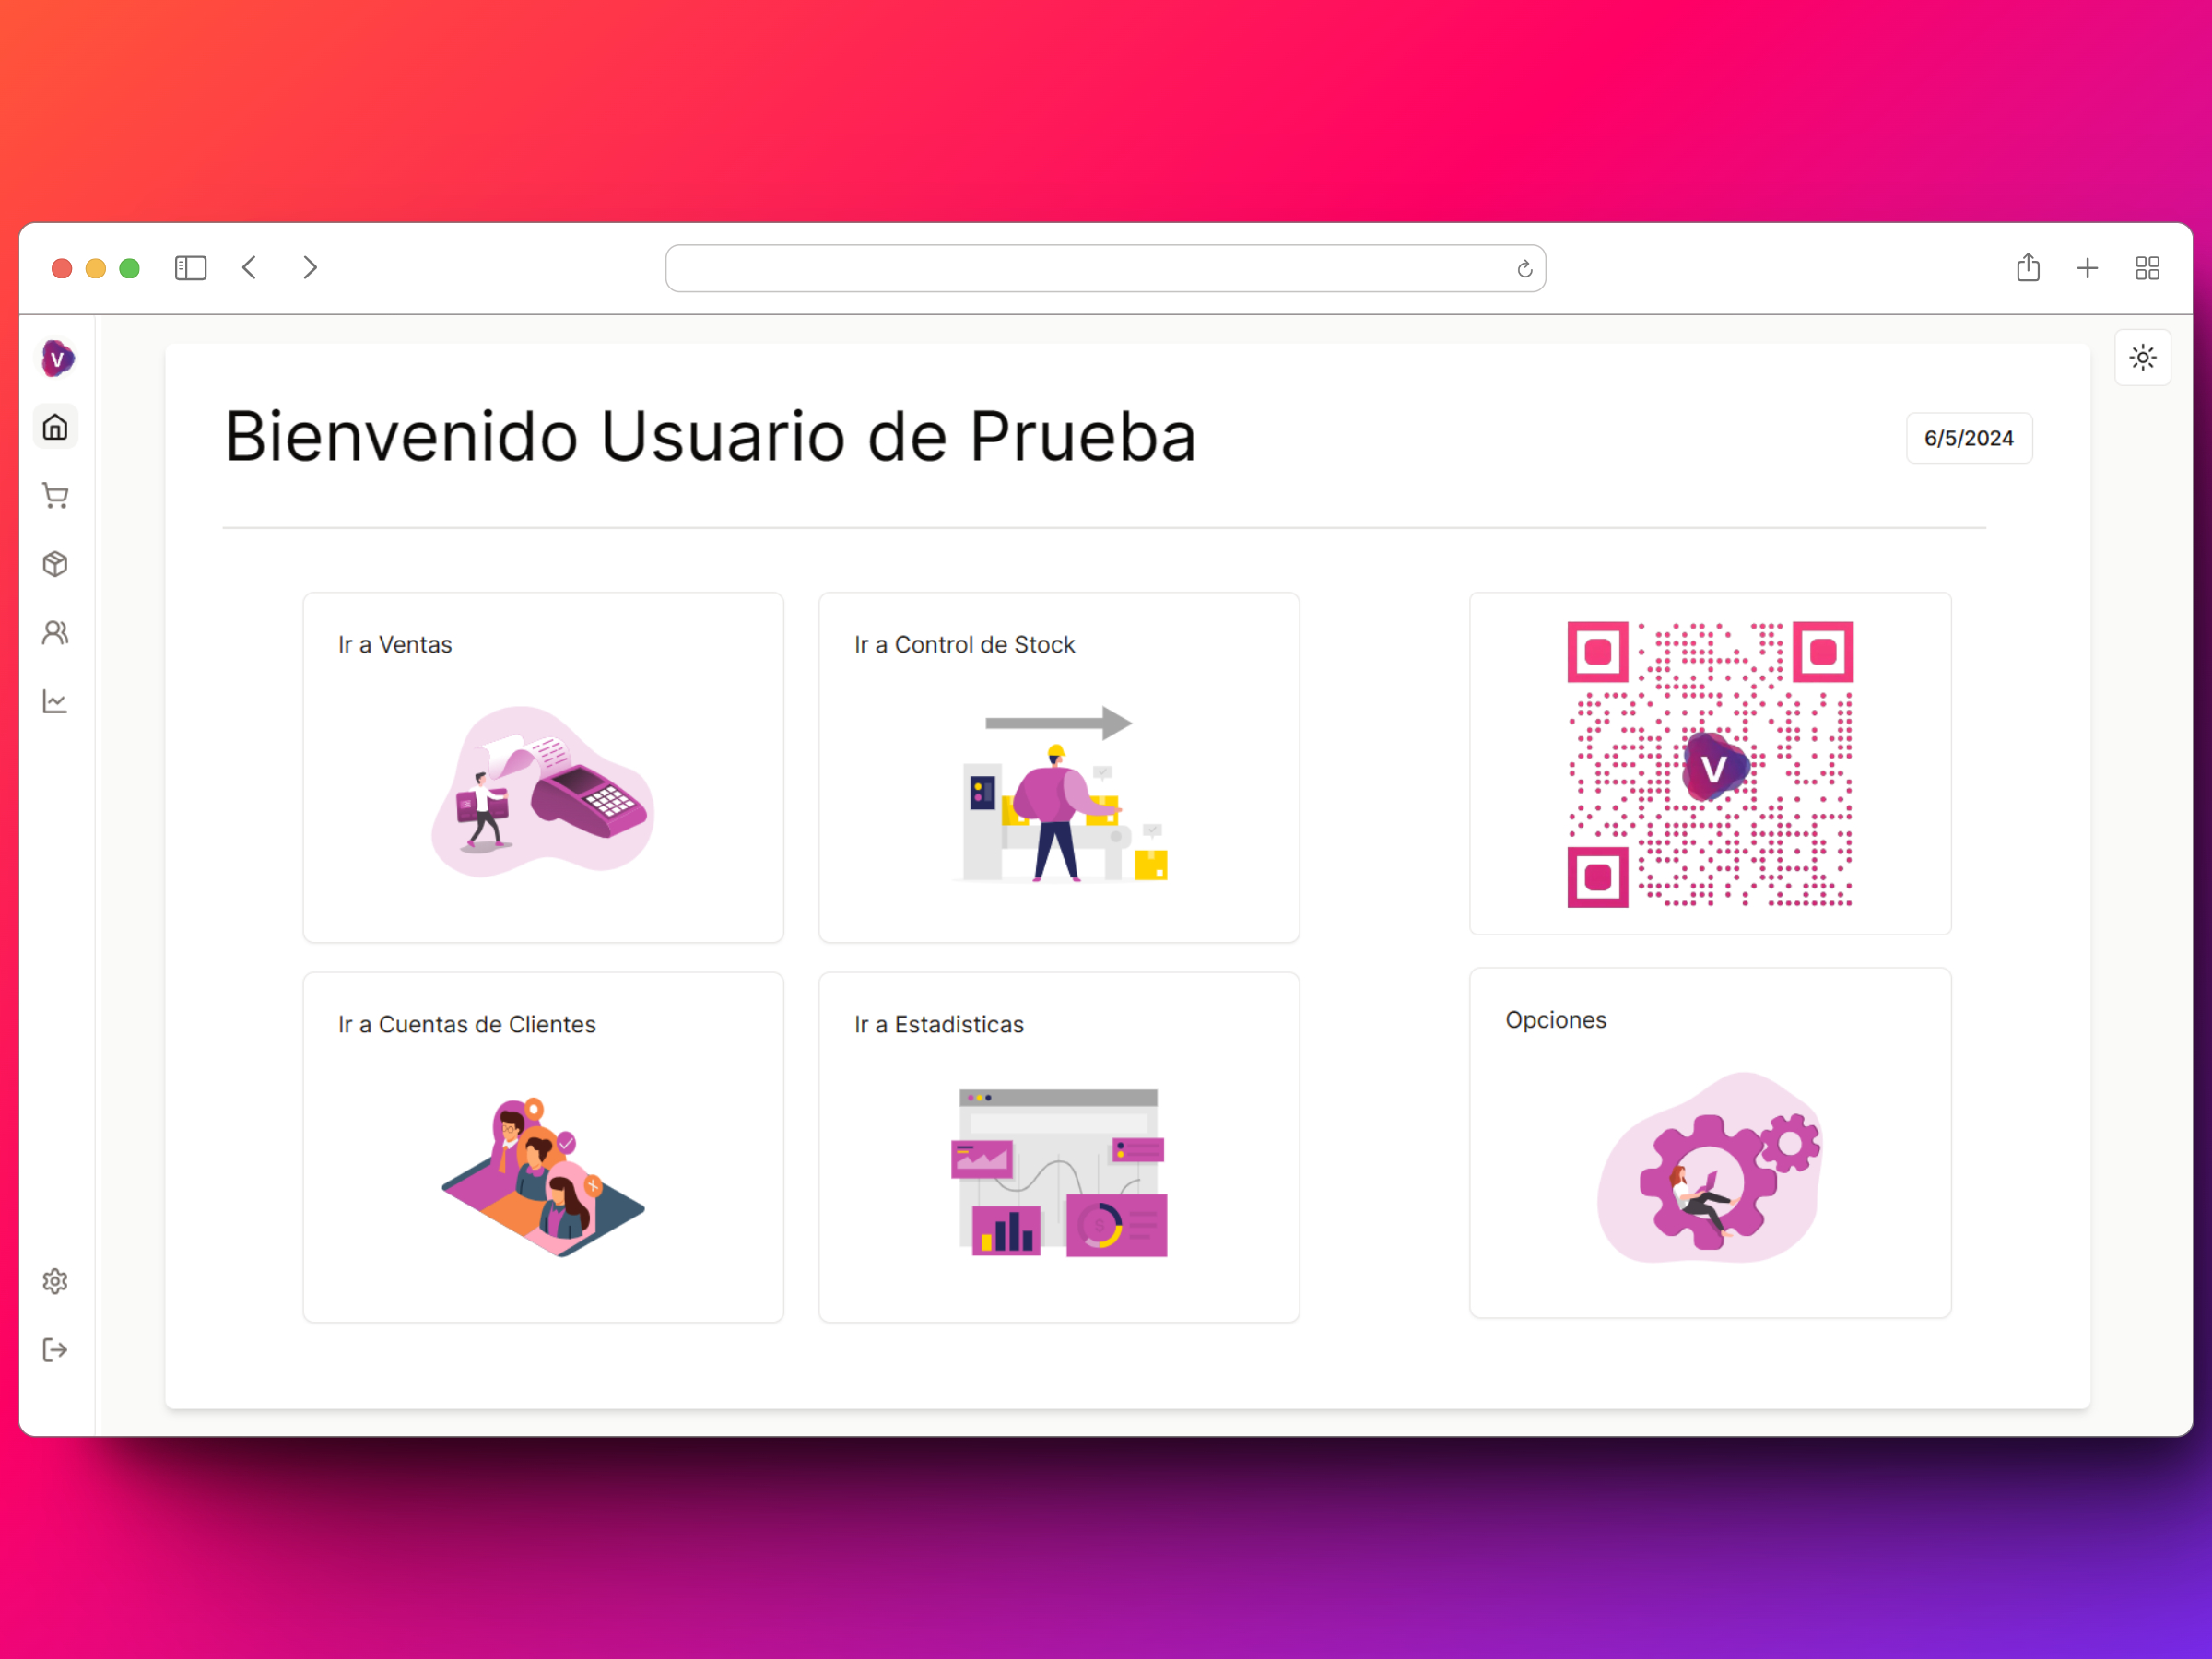 V
Bienvenido Usuario de Prueba
6/5/2024
Ir a Ventas
Ir a Control de Stock
V
Ir a Cuentas de Clientes
Ir a Estadisticas
Opciones